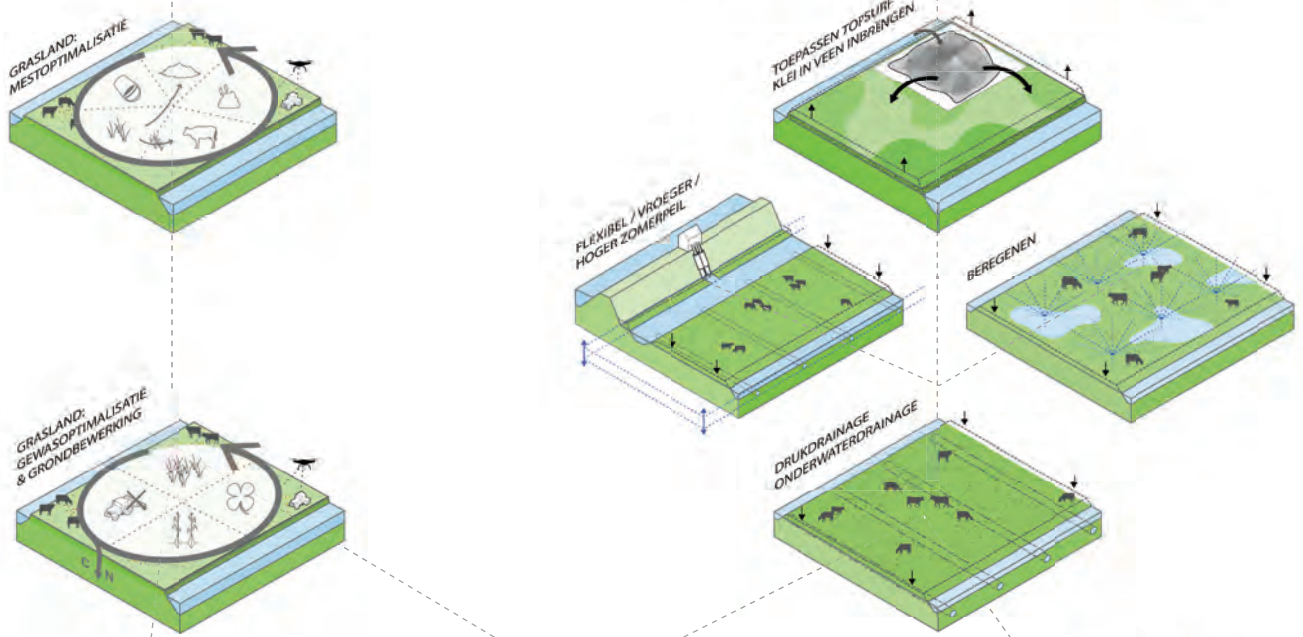 GRASLAND:
MESTOPTIMALISATIE
TOEPASSEN TOPSURF
KLEI IN VEEN INBRENGEN
FLEXIBEL / VROEGER /
HOGER ZOMERPEIL
BEREGENEN
GRASLAND:
GEWASOPTIMALISATIE
& GRONDBEWERKING
C N
DRUKDRAINAGE
ONDERWATERDRAINAGE